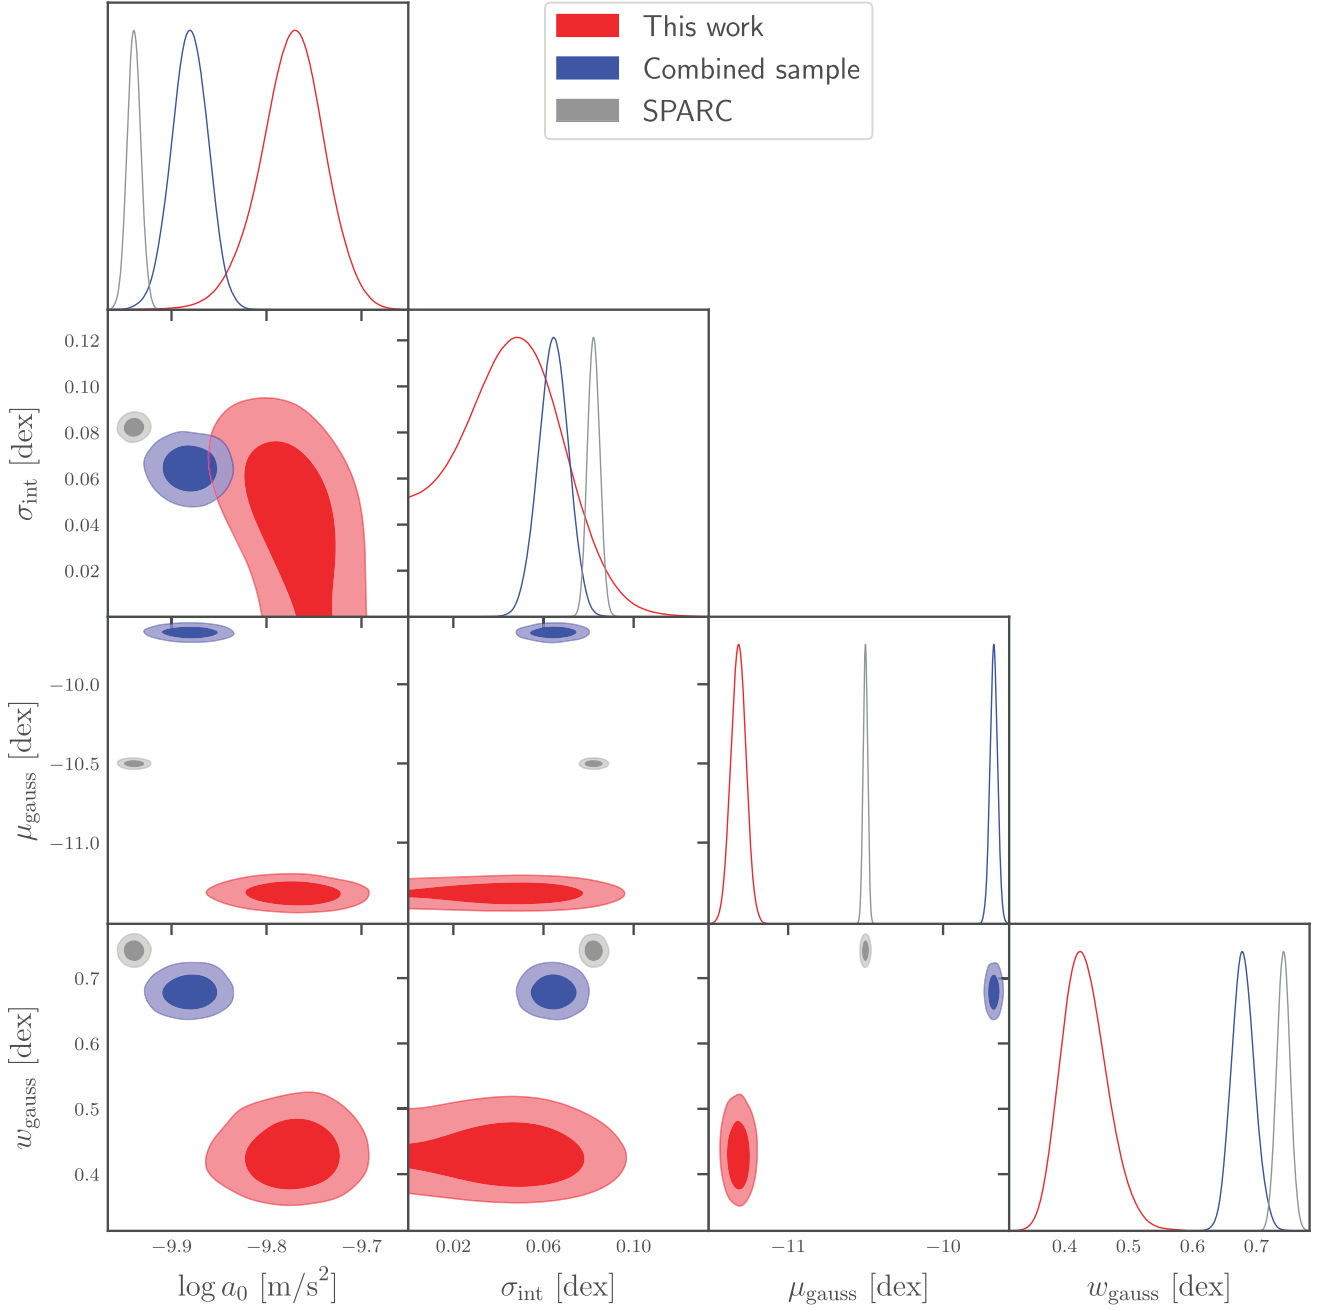 This work
Combined sample
SPARC
0.12
0.10
0.08
0.06
0.04
0.02
σint [dex]
−10.0
−10.5
−11.0
μgauss [dex]
0.7
0.6
0.5
0.4
wgauss [dex]
−9.9 −9.8 −9.7 0.02 0.06 0.10 −11 −10 0.4 0.5 0.6 0.7
log a0 [m/s²] σint [dex] μgauss [dex] wgauss [dex]